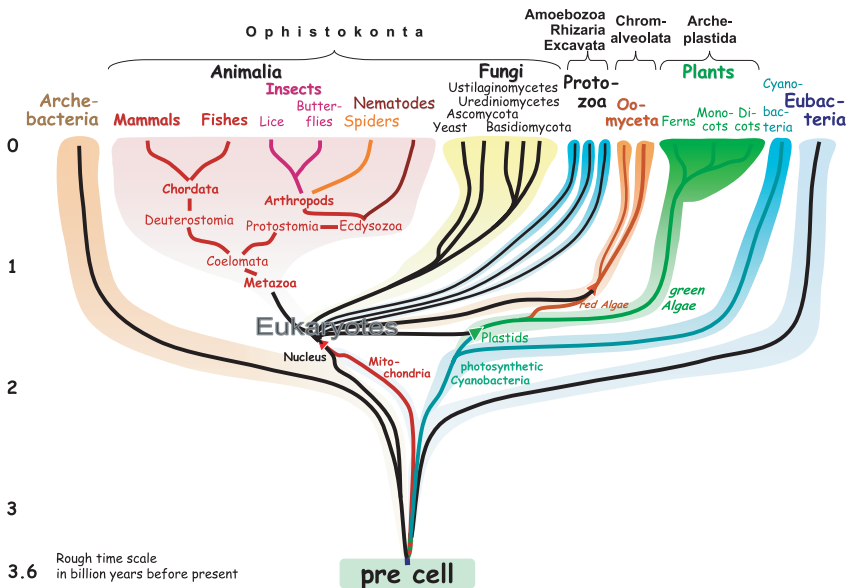 Ophistokonta
Amoebozoa
Rhizaria
Excavata
Chrom-
alveolata
Arche-
plastida
Animalia
Fungi
Proto-
zoa
Plants
Arche-
bacteria
Mammals
Fishes
Insects
Lice
Butter-
flies
Nematodes
Spiders
Ustilaginomycetes
Urediniomycetes
Ascomycota
Yeast
Basidiomycota
Oo-
myceta
Ferns
Mono-
cots
Di-
cots
Cyano-
bac-
teria
Eubac-
teria
0
Chordata
Arthropods
Deuterostomia
Protostomia
Ecdysozoa
Coelomata
1
Metazoa
red Algae
green
Algae
Eukaryotes
Plastids
Nucleus
Mito-
chondria
photosynthetic
Cyanobacteria
2
3
3.6
Rough time scale
in billion years before present
pre cell